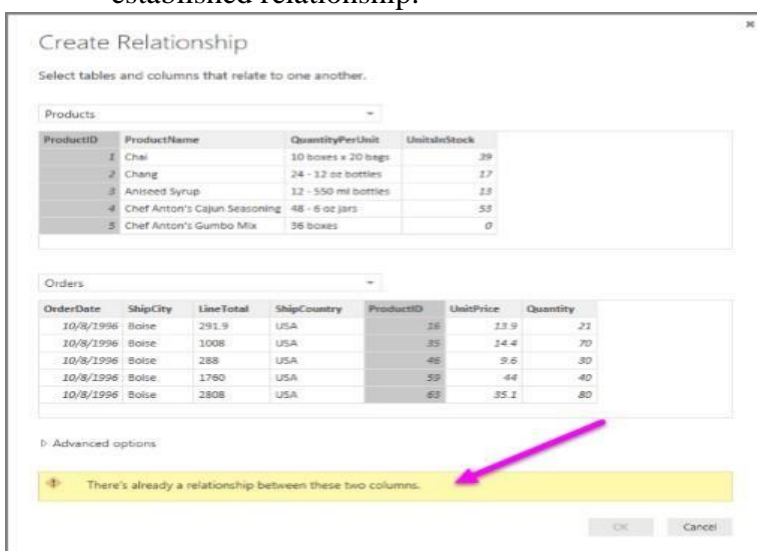 established relationship.
Create Relationship
Select tables and columns that relate to one another.
Products
ProductID ProductName QuantityPerUnit UnitsInStock
1 Chai 10 boxes x 20 bags 39
2 Chang 24 - 12 oz bottles 17
3 Aniseed Syrup 12 - 550 ml bottles 13
4 Chef Anton's Cajun Seasoning 48 - 6 oz jars 53
5 Chef Anton's Gumbo Mix 36 boxes 0
Orders
OrderDate ShipCity LineTotal ShipCountry ProductID UnitPrice Quantity
10/8/1996 Boise 291.9 USA 16 13.9 21
10/8/1996 Boise 1008 USA 35 14.4 70
10/8/1996 Boise 288 USA 46 9.6 30
10/8/1996 Boise 1760 USA 59 44 40
10/8/1996 Boise 2808 USA 63 35.1 80
Advanced options
There's already a relationship between these two columns.
OK Cancel